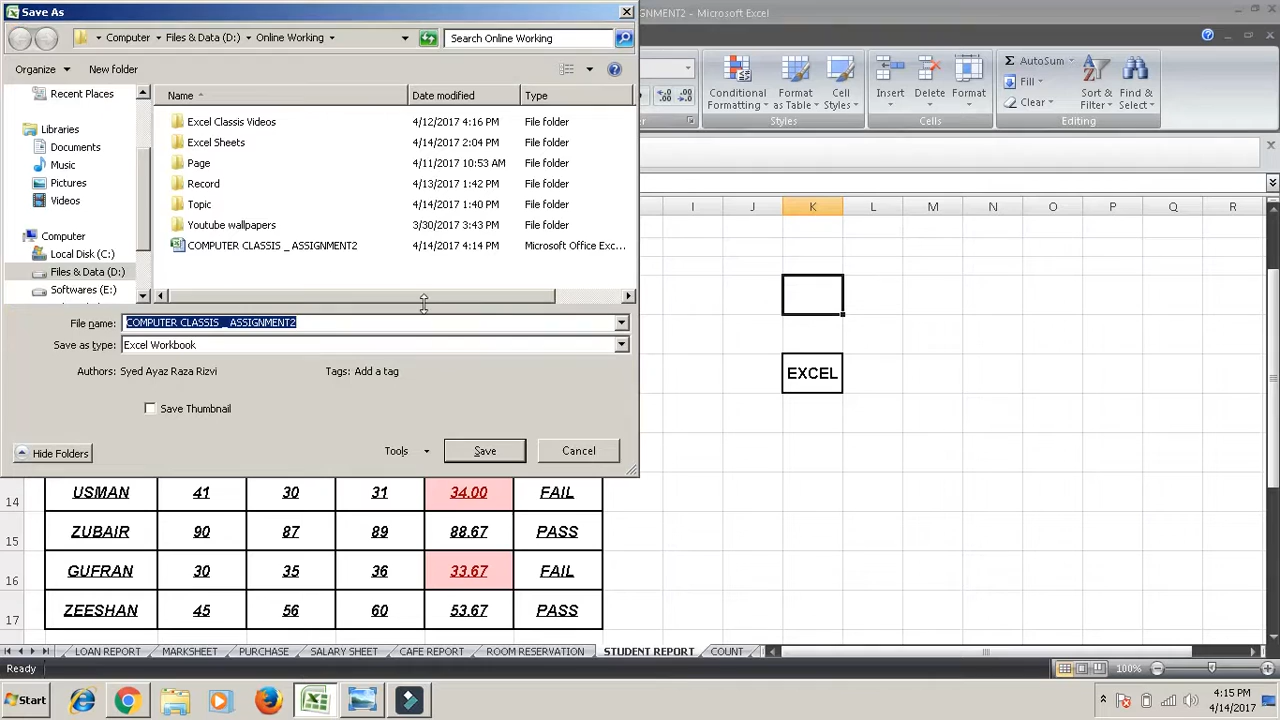 Save As
ASSIGNMENT2 - Microsoft Excel
Computer Files & Data (D:) Online Working
Search Online Working
Organize New folder
AutoSum
Fill
Clear
Conditional Formatting
Format as Table
Cell Styles
Insert
Delete
Format
Sort & Filter
Find & Select
Styles
Cells
Editing
Recent Places
Libraries
Documents
Music
Pictures
Videos
Computer
Local Disk (C:)
Files & Data (D:)
Softwares (E:)
Name Date modified Type
Excel Classis Videos 4/12/2017 4:16 PM File folder
Excel Sheets 4/14/2017 2:04 PM File folder
Page 4/11/2017 10:53 AM File folder
Record 4/13/2017 1:42 PM File folder
Topic 4/14/2017 1:40 PM File folder
Youtube wallpapers 3/30/2017 3:43 PM File folder
COMPUTER CLASSIS _ ASSIGNMENT2 4/14/2017 4:14 PM Microsoft Office Exc...
File name: COMPUTER CLASSIS _ ASSIGNMENT2
Save as type: Excel Workbook
Authors: Syed Ayaz Raza Rizvi Tags: Add a tag
Save Thumbnail
Hide Folders Tools Save Cancel
I J K L M N O P Q R
EXCEL
14 USMAN 41 30 31 34.00 FAIL
15 ZUBAIR 90 87 89 88.67 PASS
16 GUFRAN 30 35 36 33.67 FAIL
17 ZEESHAN 45 56 60 53.67 PASS
LOAN REPORT MARKSHEET PURCHASE SALARY SHEET CAFE REPORT ROOM RESERVATION STUDENT REPORT COUNT
Ready 100%
Start 4:15 PM
4/14/2017